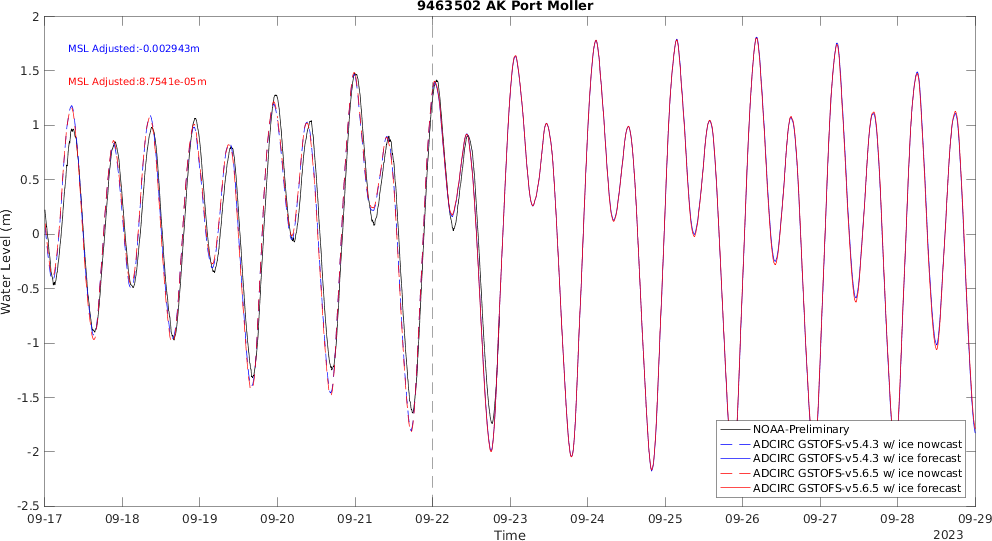 9463502 AK Port Moller
MSL Adjusted:-0.002943m
MSL Adjusted:8.7541e-05m
Water Level (m)
2
1.5
1
0.5
0
-0.5
-1
-1.5
-2
-2.5
NOAA-Preliminary
ADCIRC GSTOFS-v5.4.3 w/ ice nowcast
ADCIRC GSTOFS-v5.4.3 w/ ice forecast
ADCIRC GSTOFS-v5.6.5 w/ ice nowcast
ADCIRC GSTOFS-v5.6.5 w/ ice forecast
09-17 09-18 09-19 09-20 09-21 09-22 09-23 09-24 09-25 09-26 09-27 09-28 09-29
Time
2023